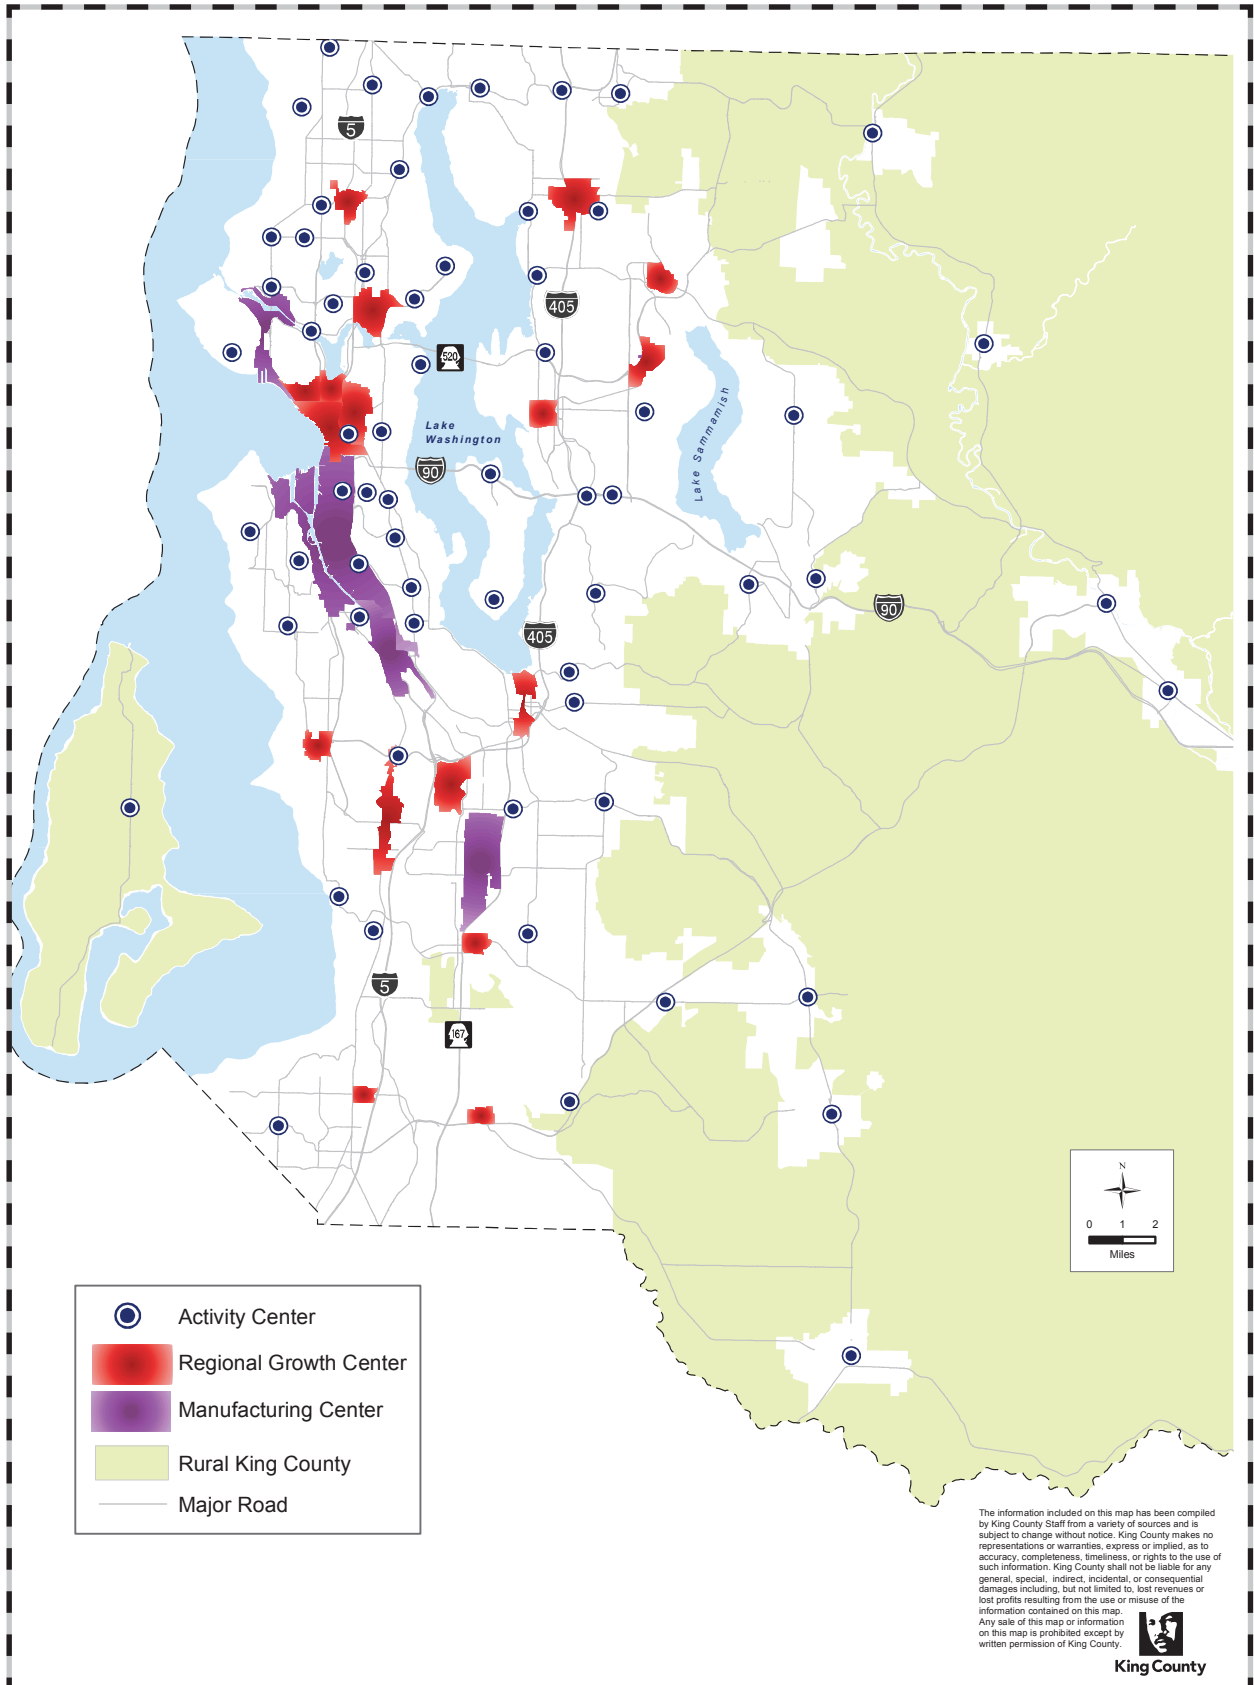 5
405
520
Lake
Washington
90
Lake Sammamish
405
90
5
167
N
0 1 2
Miles
Activity Center
Regional Growth Center
Manufacturing Center
Rural King County
Major Road
The information included on this map has been compiled
by King County Staff from a variety of sources and is
subject to change without notice. King County makes no
representations or warranties, express or implied, as to
accuracy, completeness, timeliness, or rights to the use of
such information. King County shall not be liable for any
general, special, indirect, incidental, or consequential
damages including, but not limited to, lost revenues or
lost profits resulting from the use or misuse of the
information contained on this map.
Any sale of this map or information
on this map is prohibited except by
written permission of King County.
King County